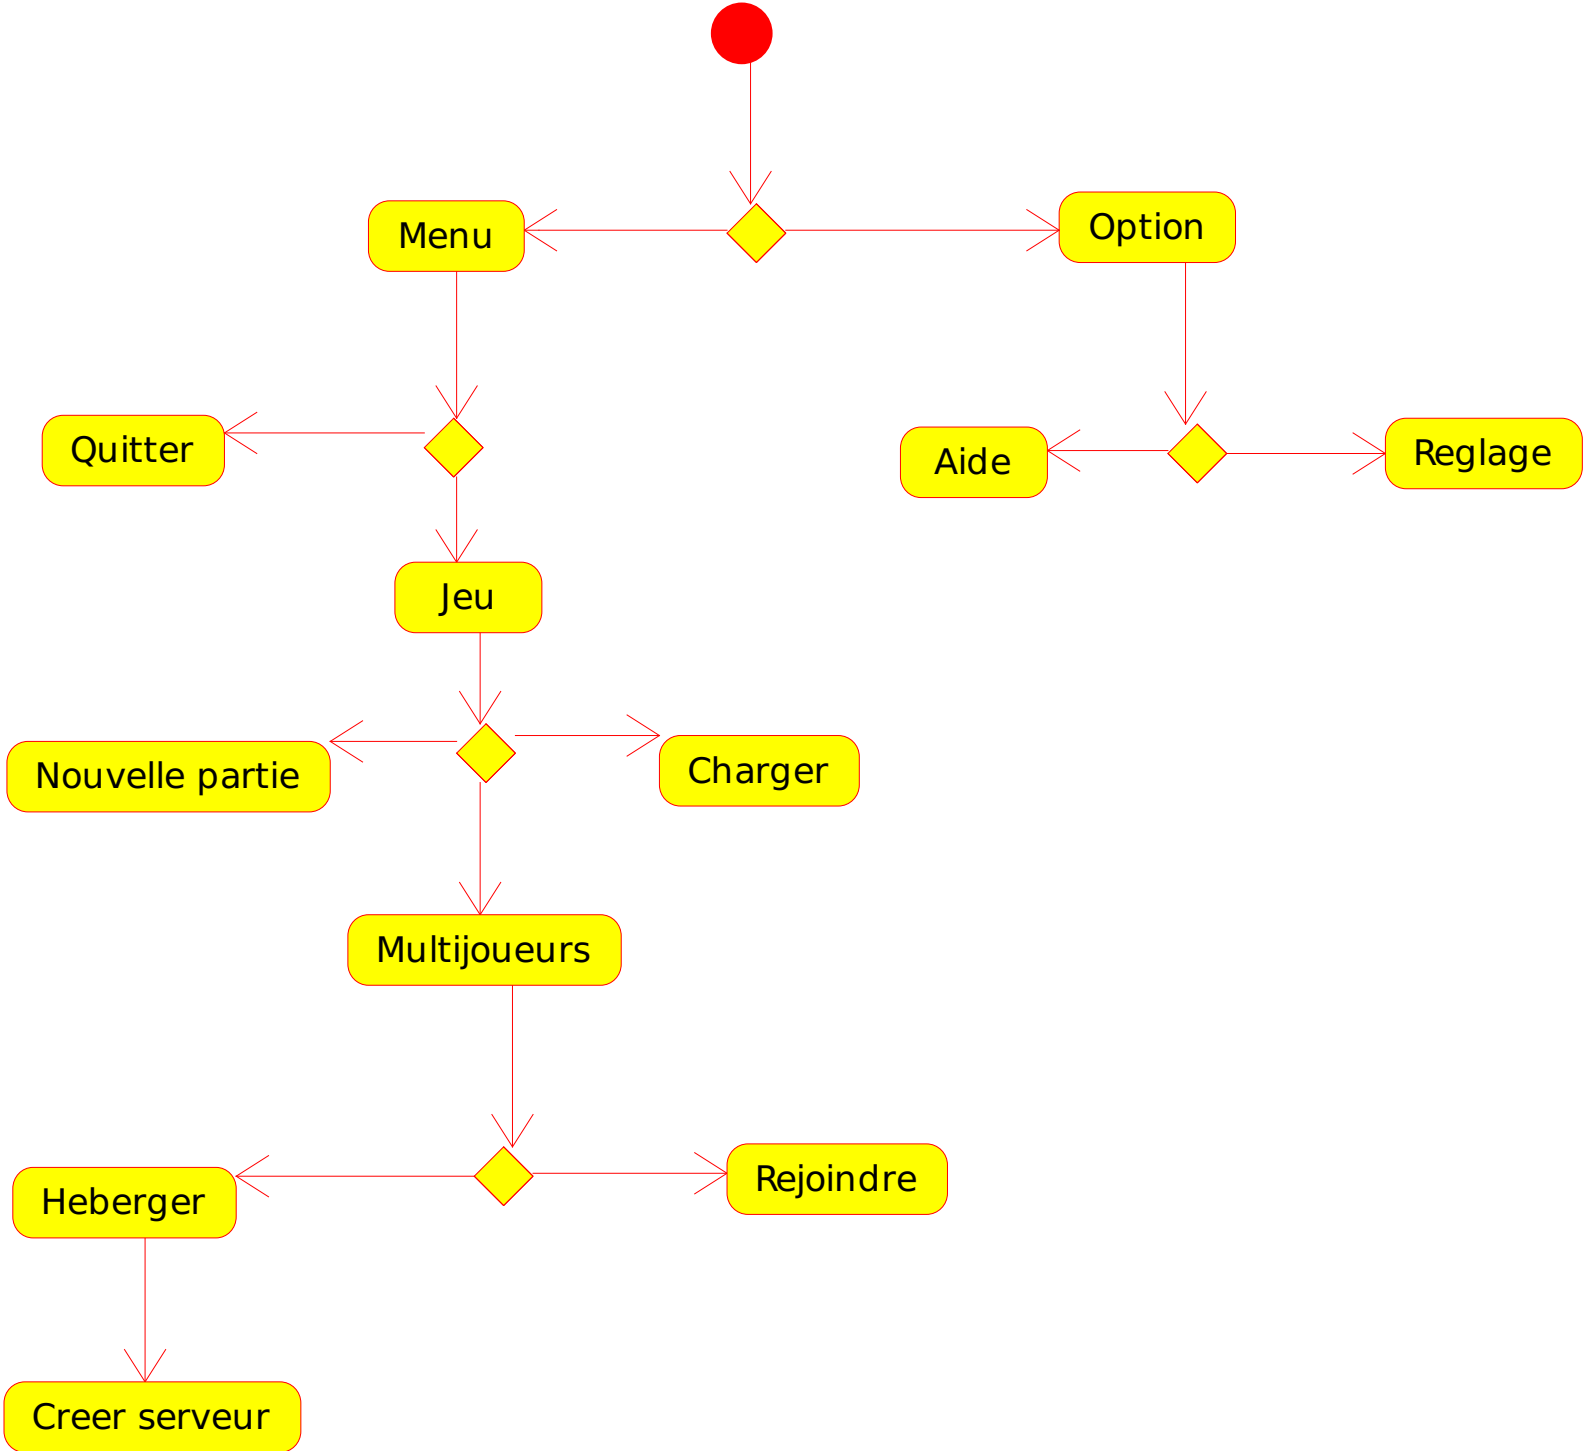 Menu
Option
Quitter
Aide
Reglage
Jeu
Nouvelle partie
Charger
Multijoueurs
Heberger
Rejoindre
Creer serveur